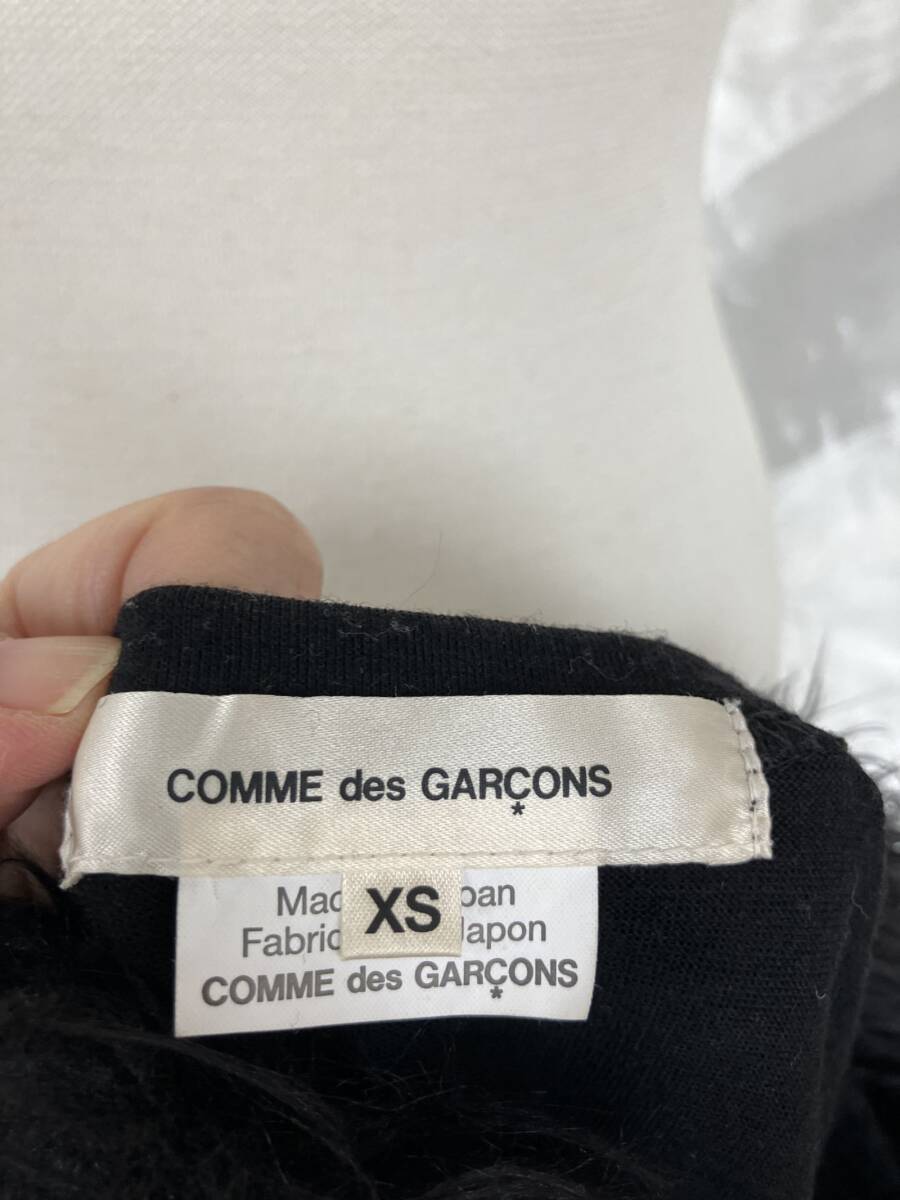 COMME des GARÇONS
*
XS
Mac pan
Fabric Japon
COMME des GARÇONS
*